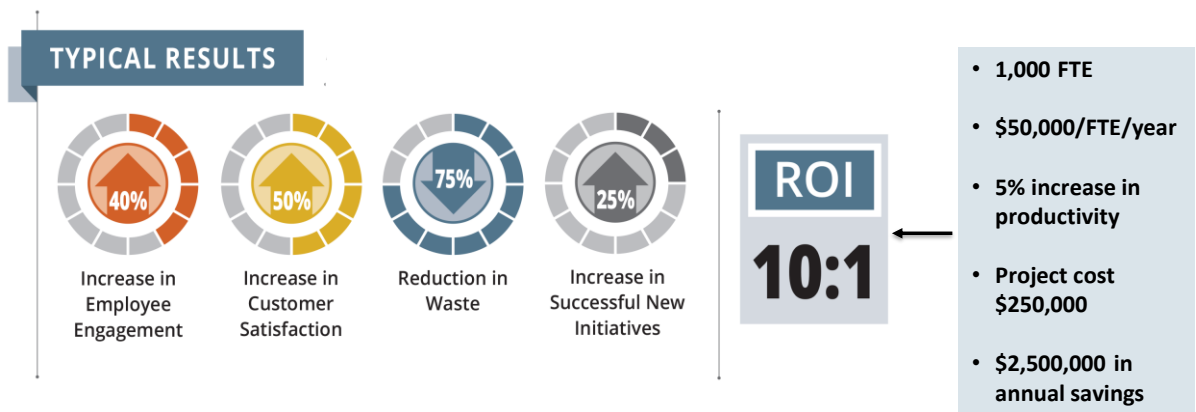 TYPICAL RESULTS
40%
Increase in
Employee
Engagement
50%
Increase in
Customer
Satisfaction
75%
Reduction in
Waste
25%
Increase in
Successful New
Initiatives
ROI
10:1
• 1,000 FTE
• $50,000/FTE/year
• 5% increase in
productivity
• Project cost
$250,000
• $2,500,000 in
annual savings